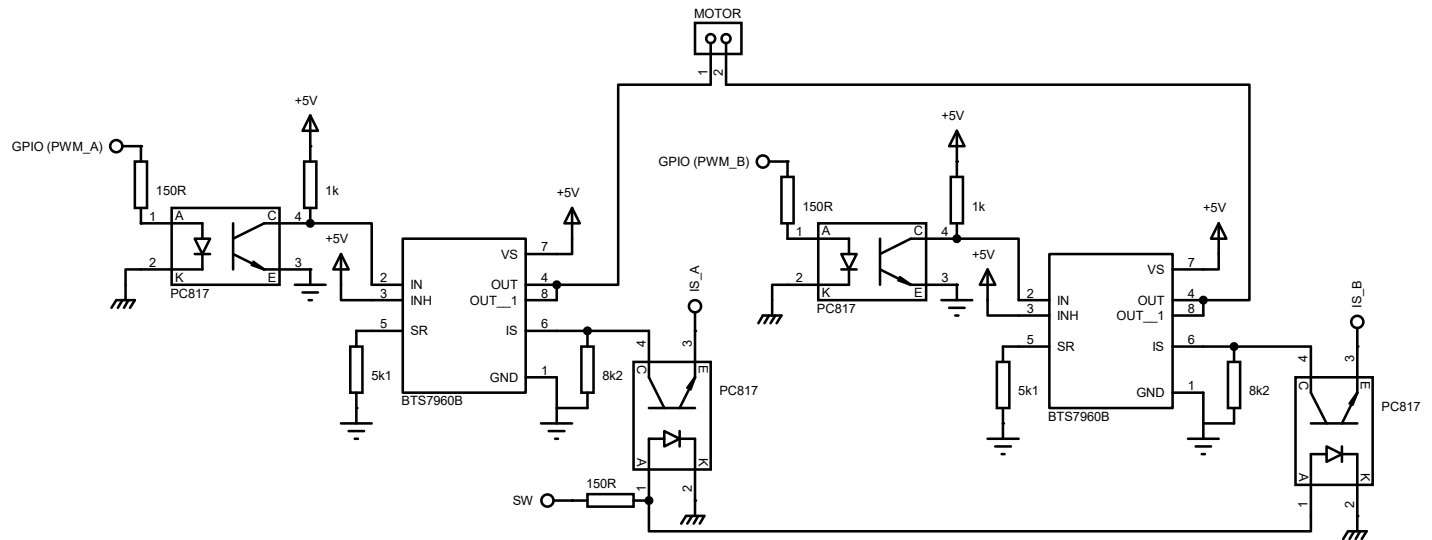 MOTOR
1
2
+5V
GPIO (PWM_A)
150R
1k
1
A
C
4
2
K
E
3
PC817
+5V
+5V
VS
7
2
IN
OUT
4
3
INH
OUT__1
8
5
SR
IS
6
GND
1
5k1
8k2
BTS7960B
IS_A
4
3
C
E
PC817
A
K
1
2
SW
150R
+5V
GPIO (PWM_B)
150R
1k
1
A
C
4
2
K
E
3
PC817
+5V
+5V
VS
7
2
IN
OUT
4
3
INH
OUT__1
8
5
SR
IS
6
GND
1
5k1
8k2
BTS7960B
IS_B
4
3
C
E
PC817
A
K
1
2